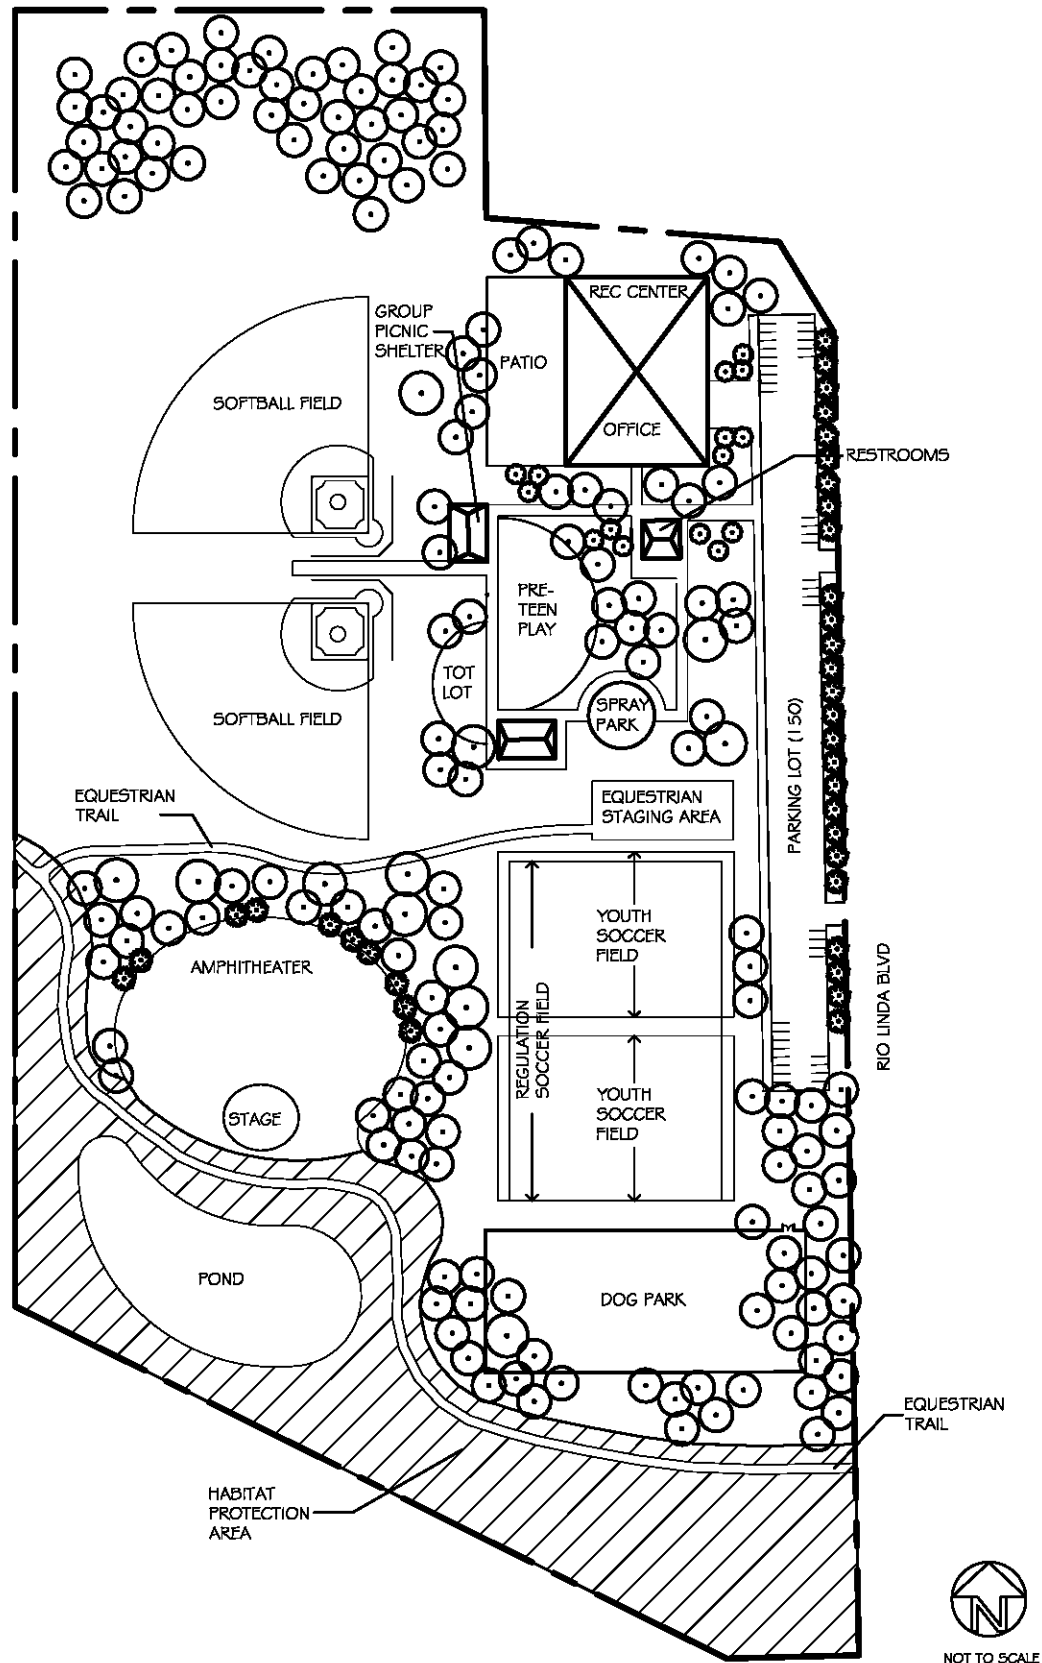 REC CENTER
GROUP
PICNIC
SHELTER
PATIO
SOFTBALL FIELD
OFFICE
RESTROOMS
PRE-
TEEN
PLAY
TOT
LOT
SPRAY
PARK
SOFTBALL FIELD
PARKING LOT (150)
EQUESTRIAN
TRAIL
EQUESTRIAN
STAGING AREA
YOUTH
SOCCER
FIELD
AMPHITHEATER
REGULATION
SOCCER FIELD
RIO LINDA BLVD
YOUTH
SOCCER
FIELD
STAGE
POND
DOG PARK
EQUESTRIAN
TRAIL
HABITAT
PROTECTION
AREA
N
NOT TO SCALE